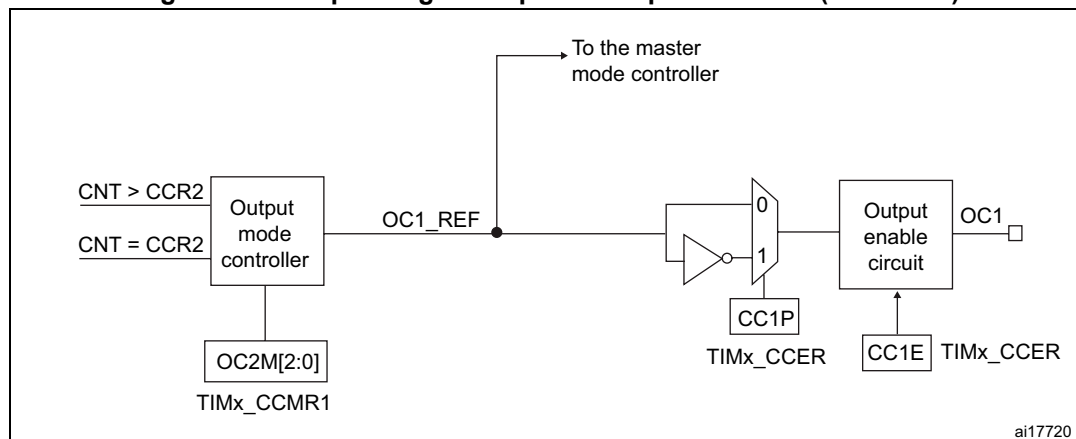 To the master
mode controller
CNT > CCR2
CNT = CCR2
Output
mode
controller
OC1_REF
0
1
Output
enable
circuit
OC1
CC1P
TIMx_CCER
CC1E
TIMx_CCER
OC2M[2:0]
TIMx_CCMR1
ai17720